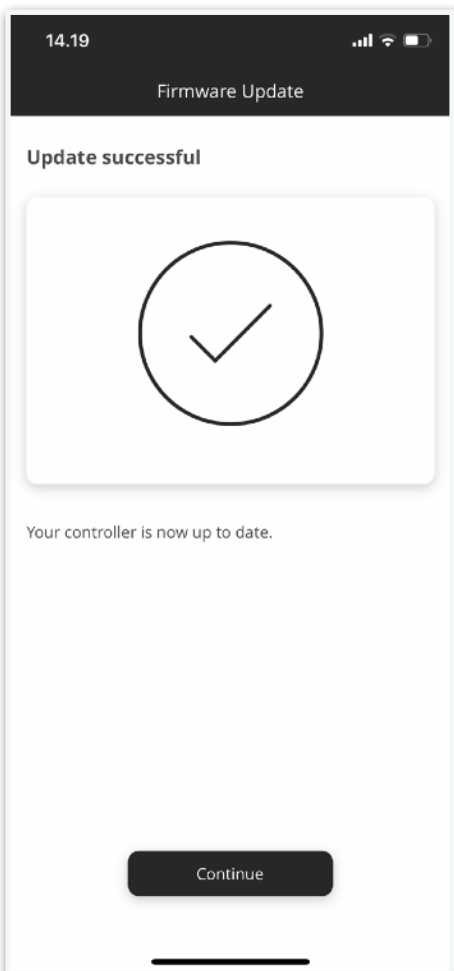 14.19
Firmware Update
Update successful
Your controller is now up to date.
Continue